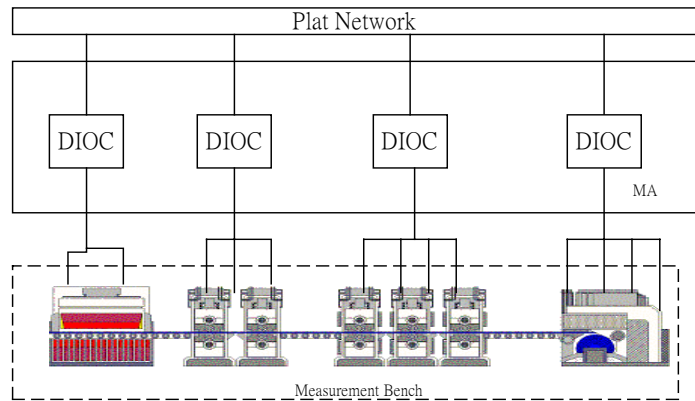 Plat Network
DIOC DIOC DIOC DIOC
MA
Measurement Bench